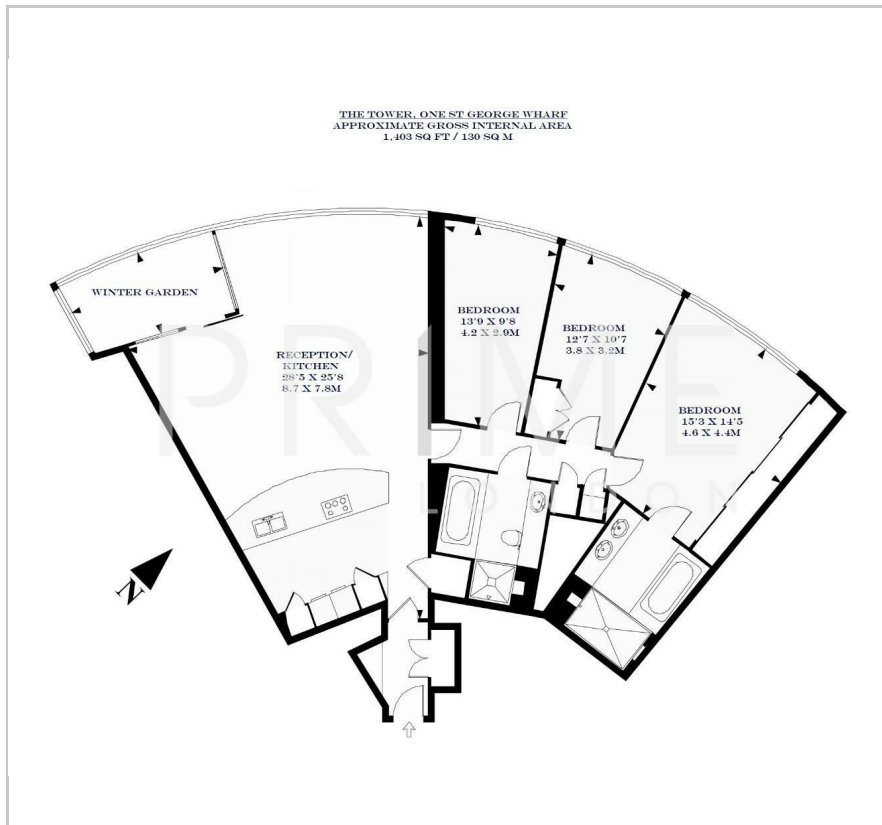 THE TOWER, ONE ST GEORGE WHARF
APPROXIMATE GROSS INTERNAL AREA
1,403 SQ FT / 130 SQ M
WINTER GARDEN
RECEPTION/
KITCHEN
28'5 X 25'8
8.7 X 7.8M
BEDROOM
13'9 X 9'8
4.2 X 2.9M
BEDROOM
12'7 X 10'7
3.8 X 3.2M
BEDROOM
15'3 X 14'5
4.6 X 4.4M
PRIME
LONDON
N